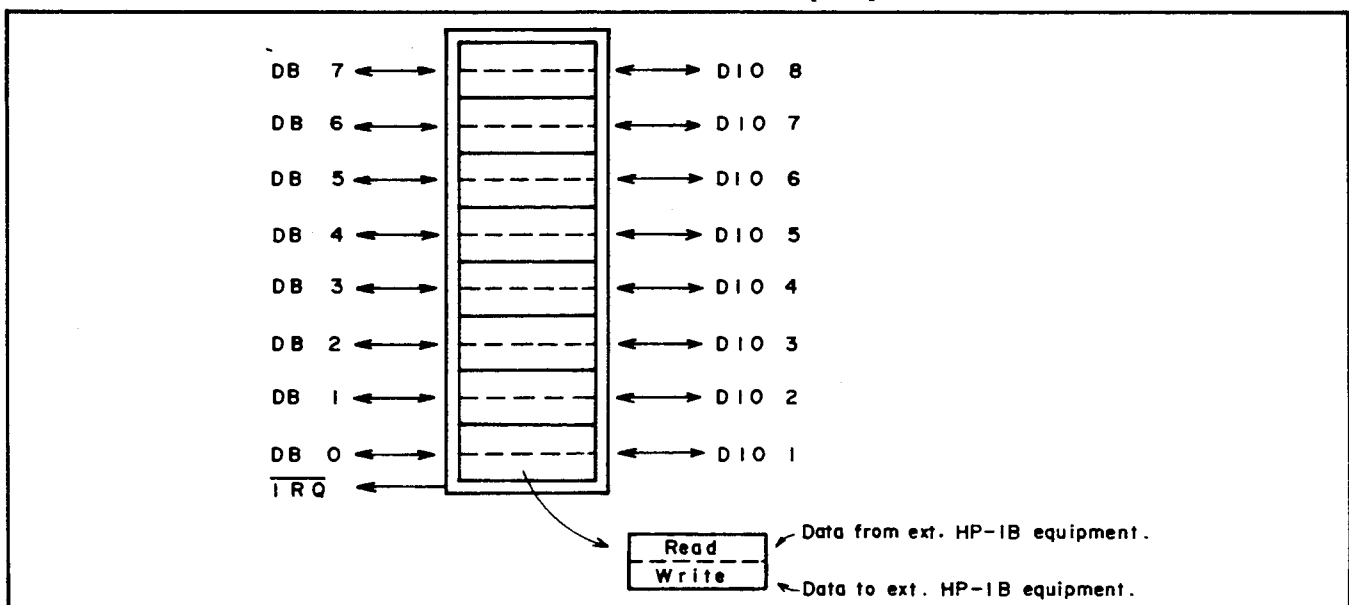 DB 7 DIO 8
DB 6 DIO 7
DB 5 DIO 6
DB 4 DIO 5
DB 3 DIO 4
DB 2 DIO 3
DB 1 DIO 2
DB 0 DIO 1
IRQ
Read
Data from ext. HP-IB equipment.
Write
Data to ext. HP-IB equipment.